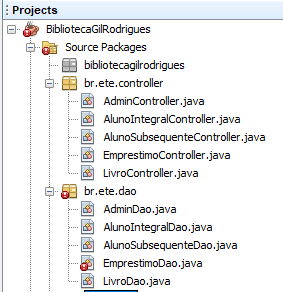 Projects
BibliotecaGilRodrigues
Source Packages
bibliotecagilrodrigues
br.ete.controller
AdminController.java
AlunoIntegralController.java
AlunoSubsequenteController.java
EmprestimoController.java
LivroController.java
br.ete.dao
AdminDao.java
AlunoIntegralDao.java
AlunoSubsequenteDao.java
EmprestimoDao.java
LivroDao.java